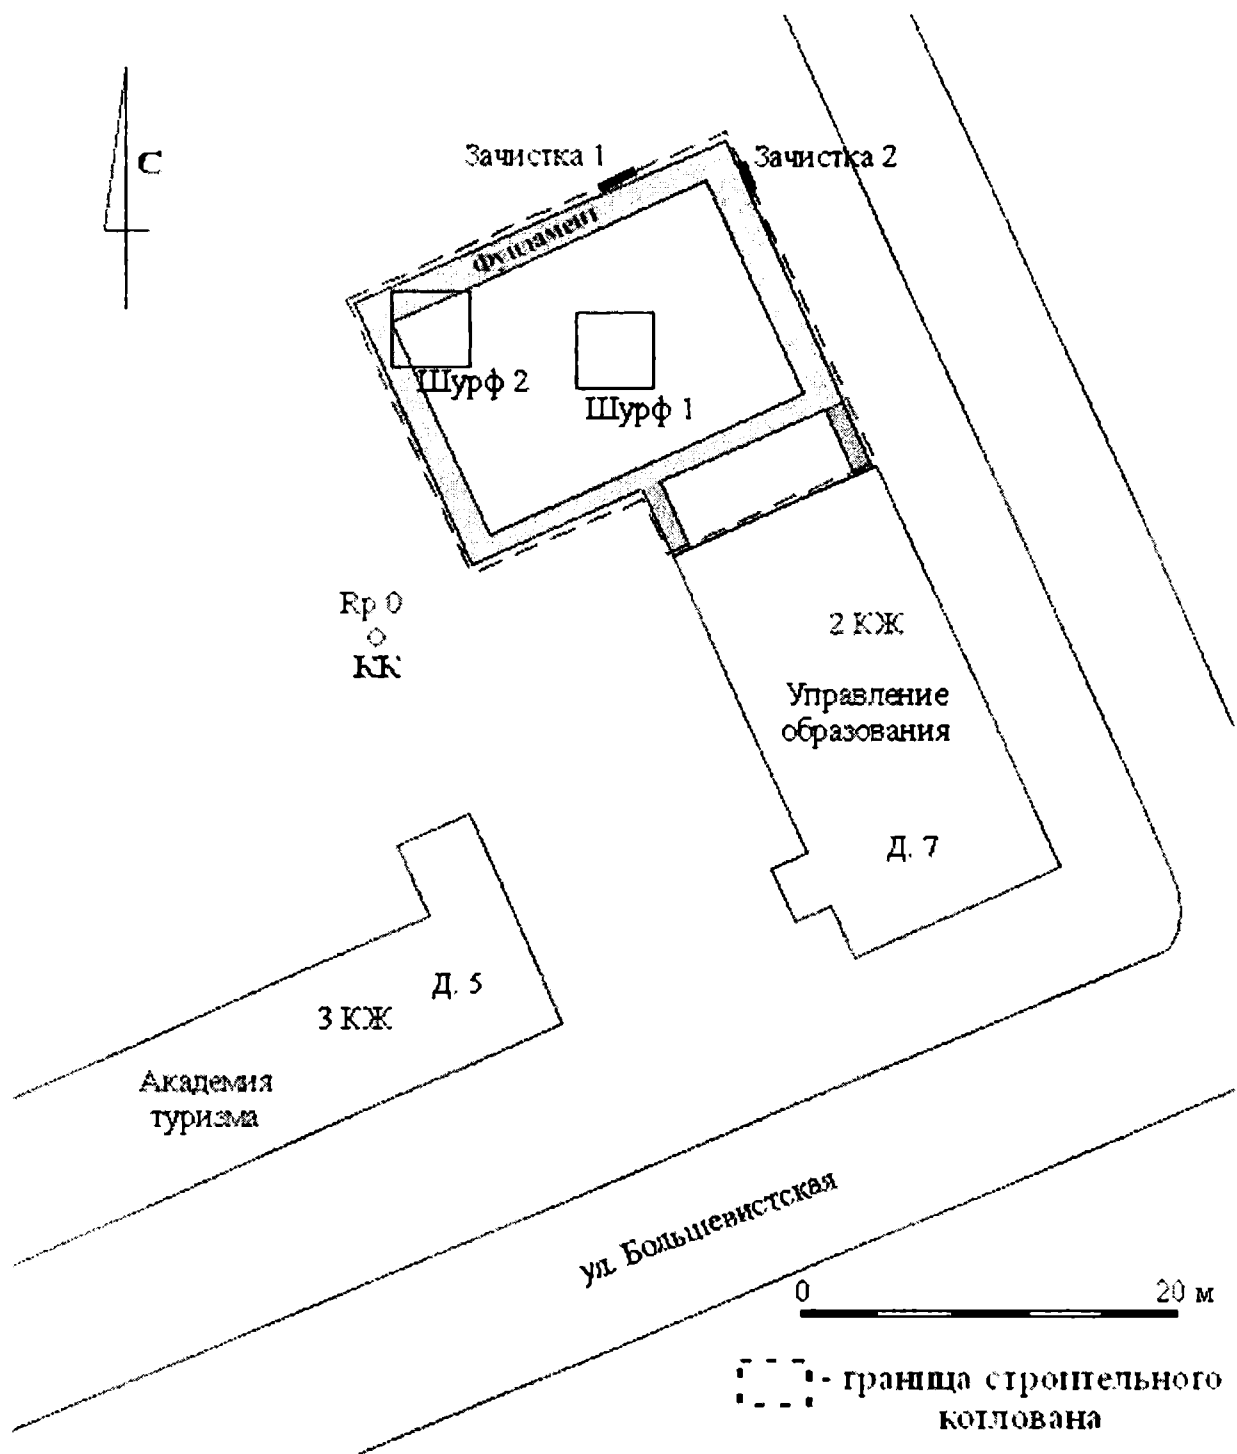 С
Зачистка 1
Зачистка 2
Фундамент
Шурф 2
Шурф 1
Rp 0
КК
2 КЖ
Управление
образования
Д. 7
Д. 5
3 КЖ
Академия
туризма
ул. Большевистская
0
20 м
- граница строительного
котлована